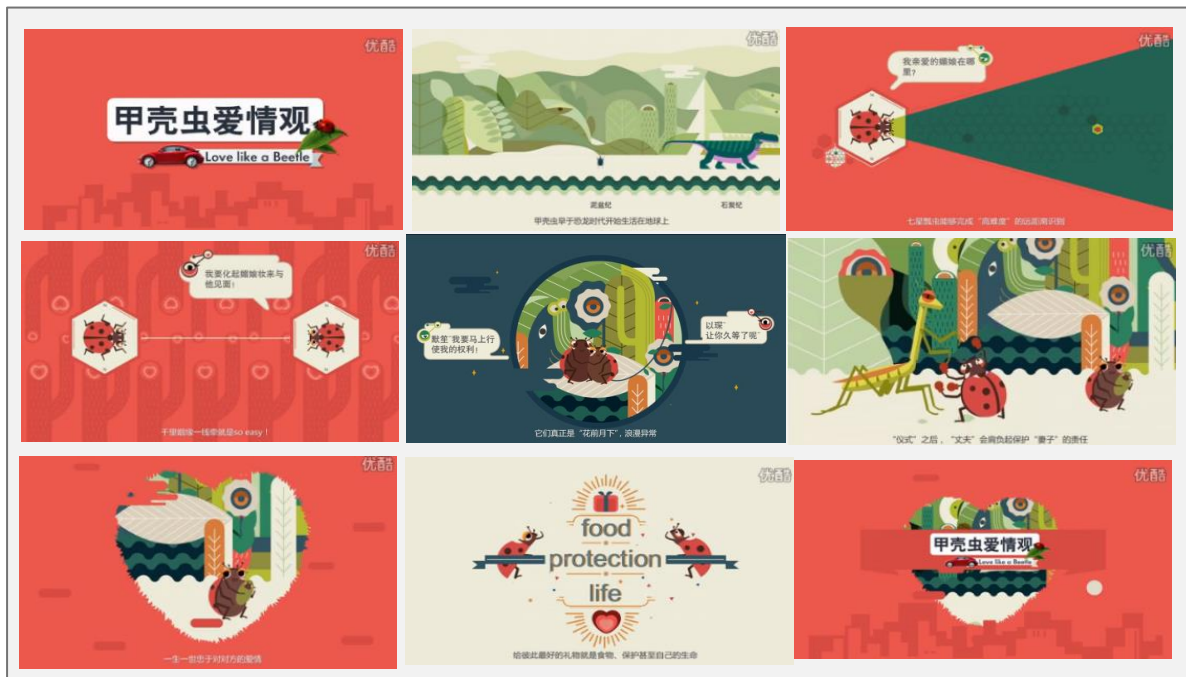 优酷
甲壳虫爱情观
Love like a Beetle
优酷
泥盆纪
石炭纪
甲壳虫早于恐龙时代开始生活在地球上
优酷
我亲爱的媚娘在哪
里?
七星瓢虫能够完成“高难度”的远距离识别
优酷
我要化起媚娘妆来与
他见面!
千里姻缘一线牵就是so easy!
默笙~我要马上行
使我的权利!
以琛~
让你久等了呢~
它们真正是“花前月下”,浪漫异常
优酷
“仪式”之后,“丈夫”会肩负起保护“妻子”的责任
优酷
一生一世忠于对对方的爱情
优酷
food
protection
life
给彼此最好的礼物就是食物、保护甚至自己的生命
优酷
甲壳虫爱情观
Love like a Beetle